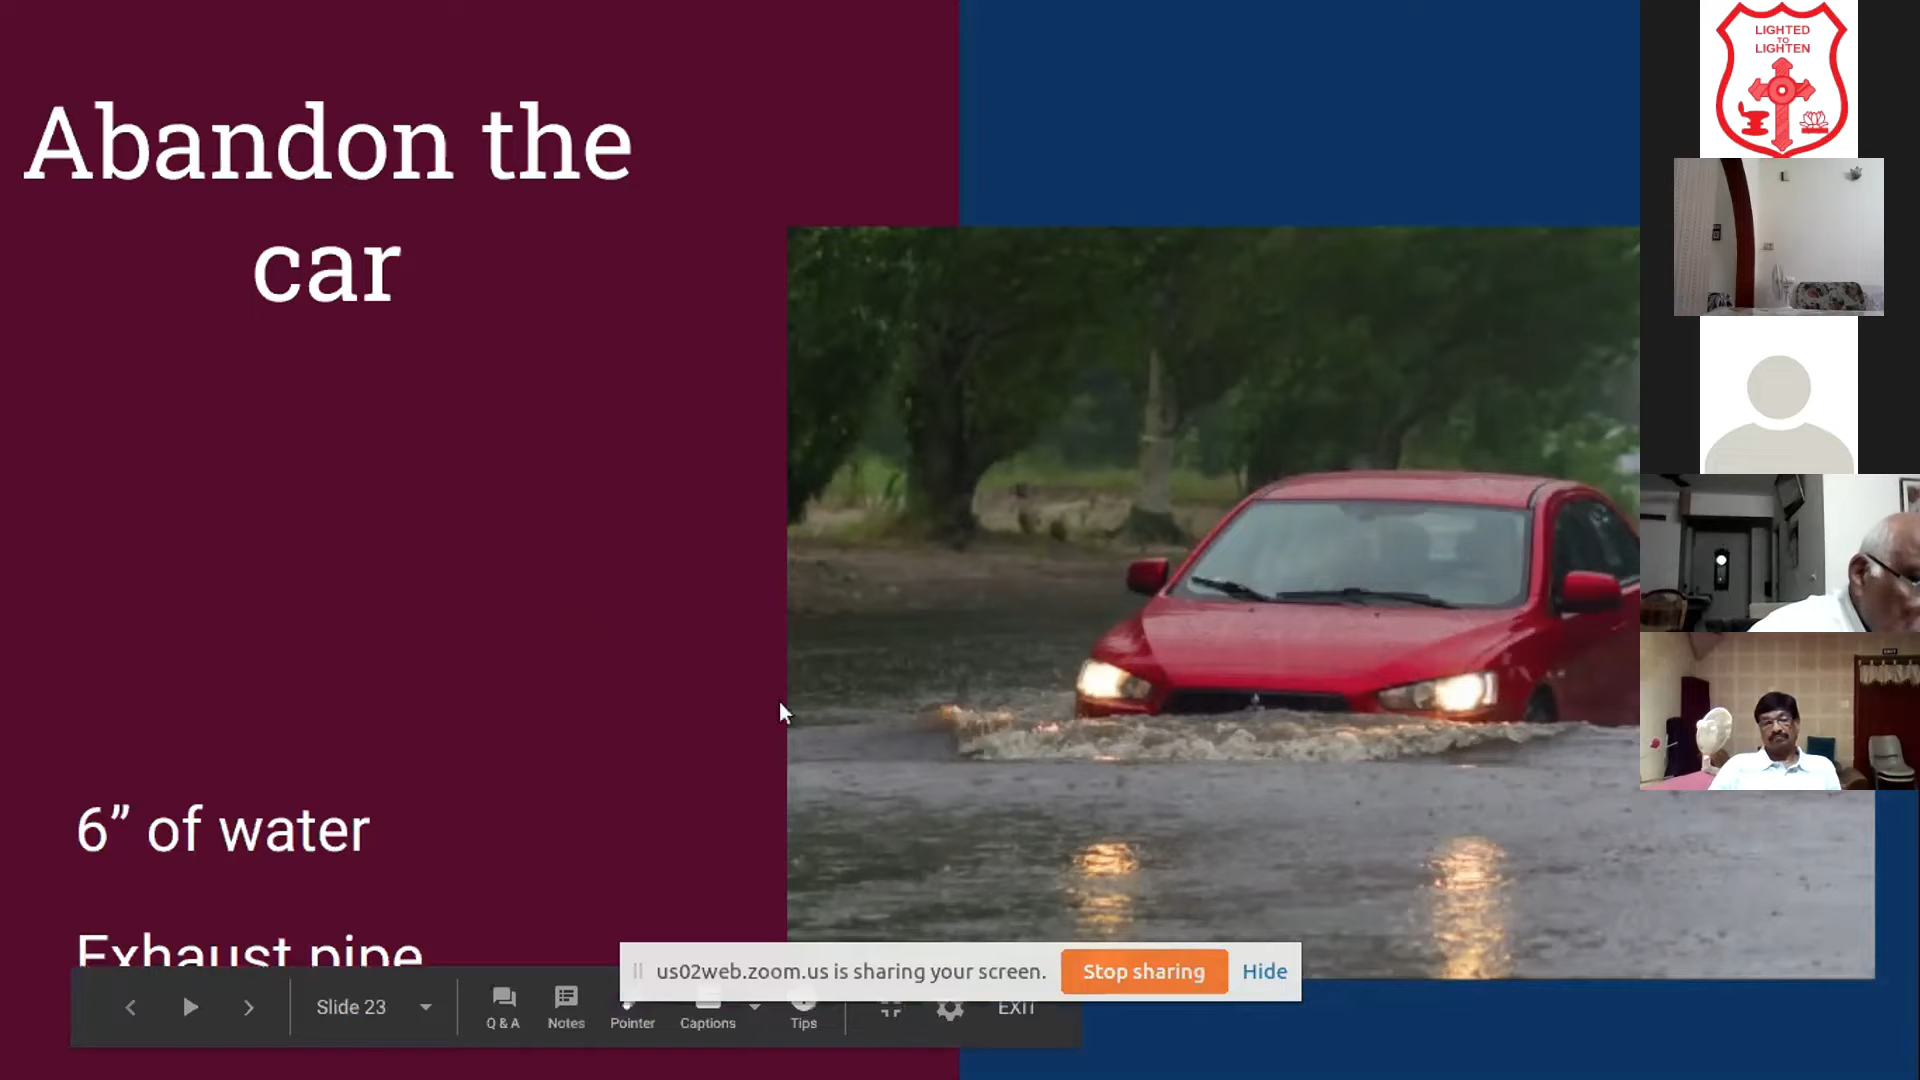 Abandon the
car
6” of water
Exhaust pipe
LIGHTED
TO
LIGHTEN
us02web.zoom.us is sharing your screen.
Stop sharing
Hide
Slide 23
Q & A
Notes
Pointer
Captions
Tips
EXIT
EXIT